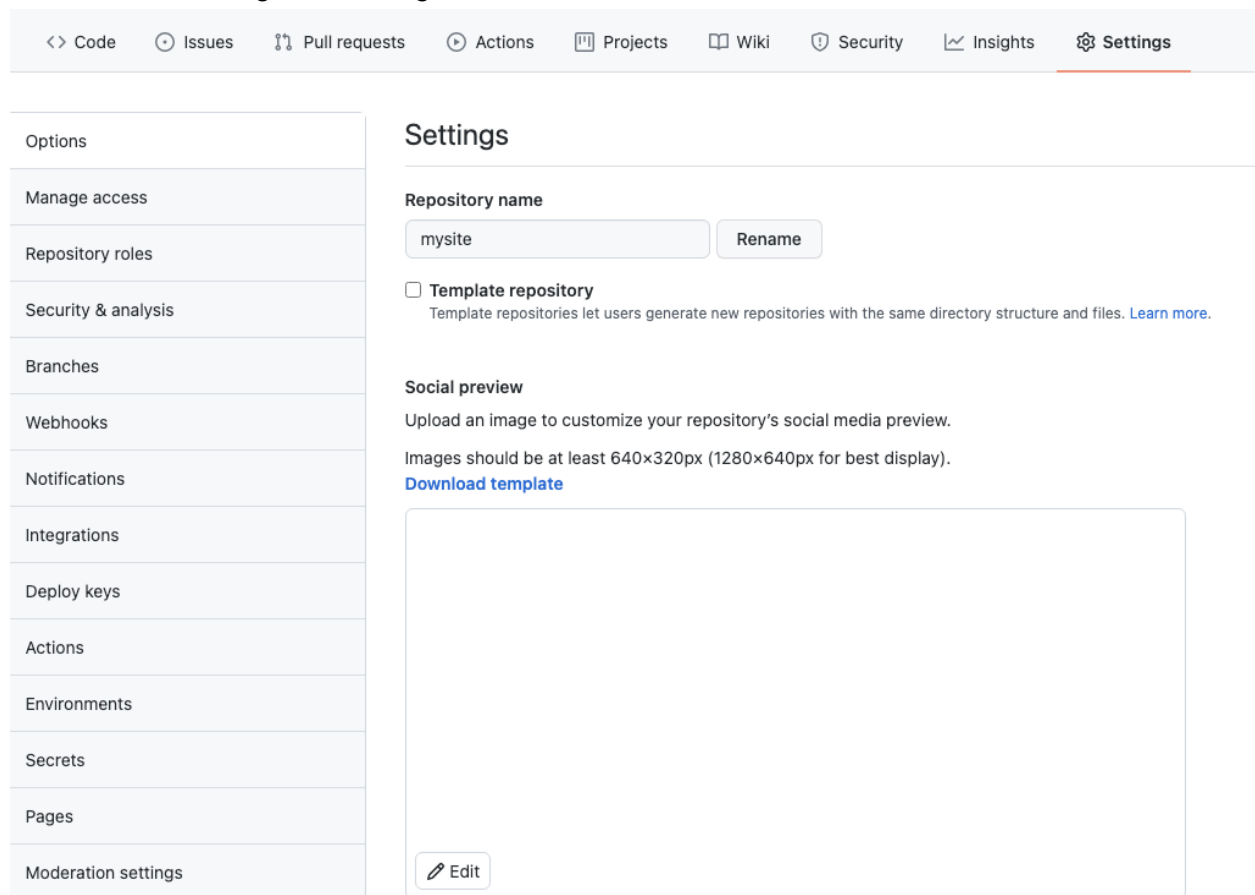 Code Issues Pull requests Actions Projects Wiki Security Insights Settings
Options
Manage access
Repository roles
Security & analysis
Branches
Webhooks
Notifications
Integrations
Deploy keys
Actions
Environments
Secrets
Pages
Moderation settings
Settings
Repository name
mysite Rename
Template repository
Template repositories let users generate new repositories with the same directory structure and files. Learn more.
Social preview
Upload an image to customize your repository's social media preview.
Images should be at least 640×320px (1280×640px for best display).
Download template
Edit